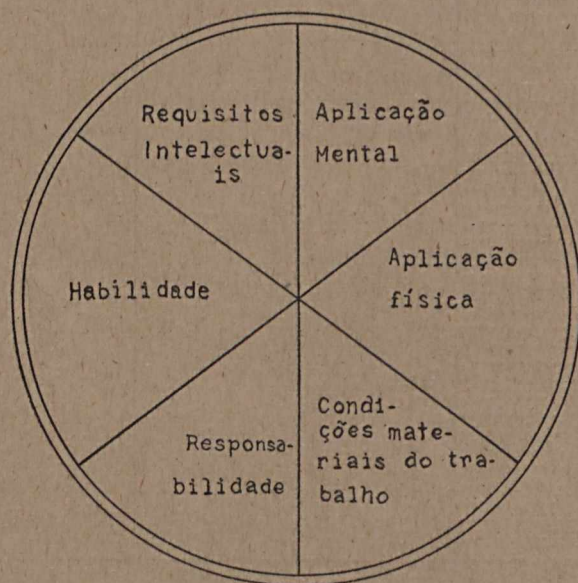 Requisitos
Intelectua-
is
Aplicação
Mental
Aplicação
física
Condi-
ções mate-
riais do tra-
balho
Responsa-
bilidade
Habilidade